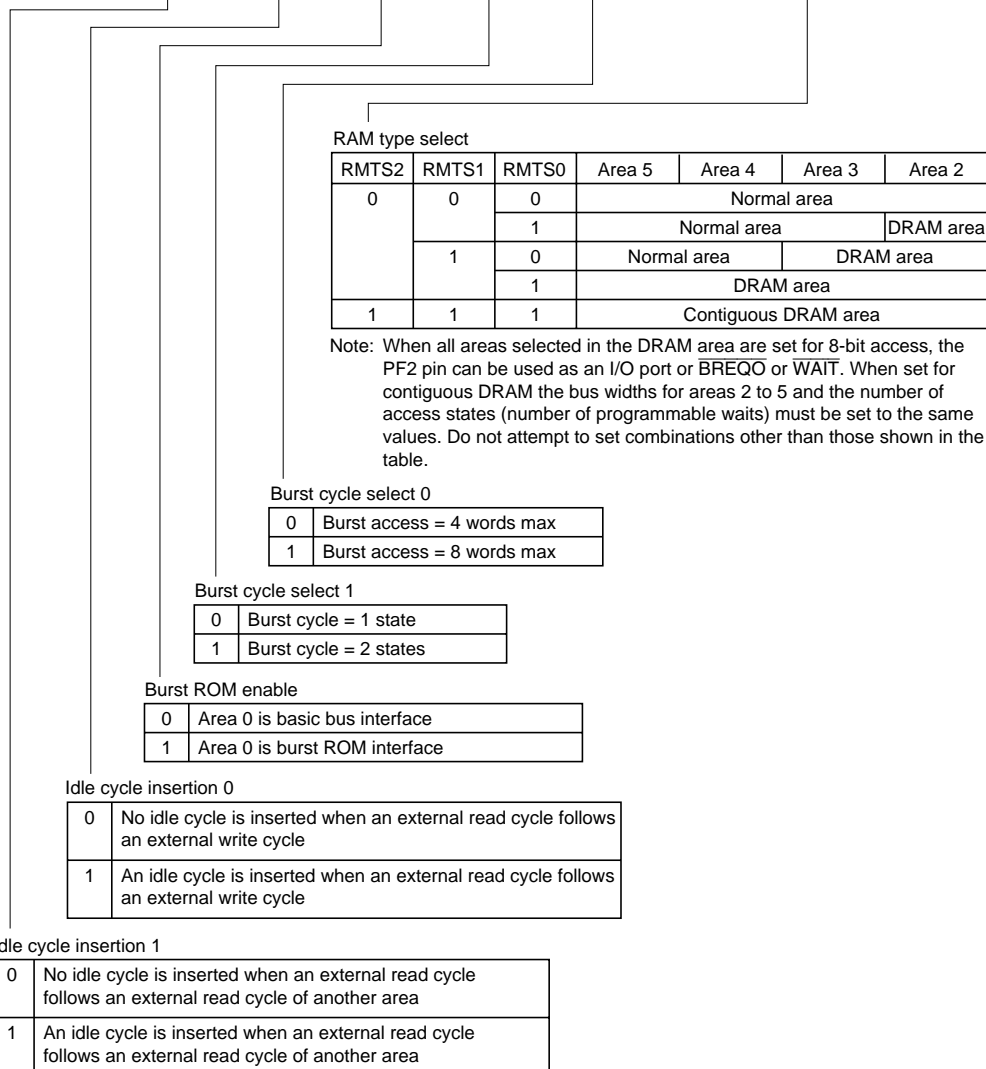 RAM type select
RMTS2 RMTS1 RMTS0 Area 5 Area 4 Area 3 Area 2
0 0 0 Normal area
1 Normal area DRAM area
1 0 Normal area DRAM area
1 DRAM area
1 1 1 Contiguous DRAM area
Note: When all areas selected in the DRAM area are set for 8-bit access, the
PF2 pin can be used as an I/O port or BREQO or WAIT. When set for
contiguous DRAM the bus widths for areas 2 to 5 and the number of
access states (number of programmable waits) must be set to the same
values. Do not attempt to set combinations other than those shown in the
table.
Burst cycle select 0
0 Burst access = 4 words max
1 Burst access = 8 words max
Burst cycle select 1
0 Burst cycle = 1 state
1 Burst cycle = 2 states
Burst ROM enable
0 Area 0 is basic bus interface
1 Area 0 is burst ROM interface
Idle cycle insertion 0
0 No idle cycle is inserted when an external read cycle follows
an external write cycle
1 An idle cycle is inserted when an external read cycle follows
an external write cycle
dle cycle insertion 1
0 No idle cycle is inserted when an external read cycle
follows an external read cycle of another area
1 An idle cycle is inserted when an external read cycle
follows an external read cycle of another area